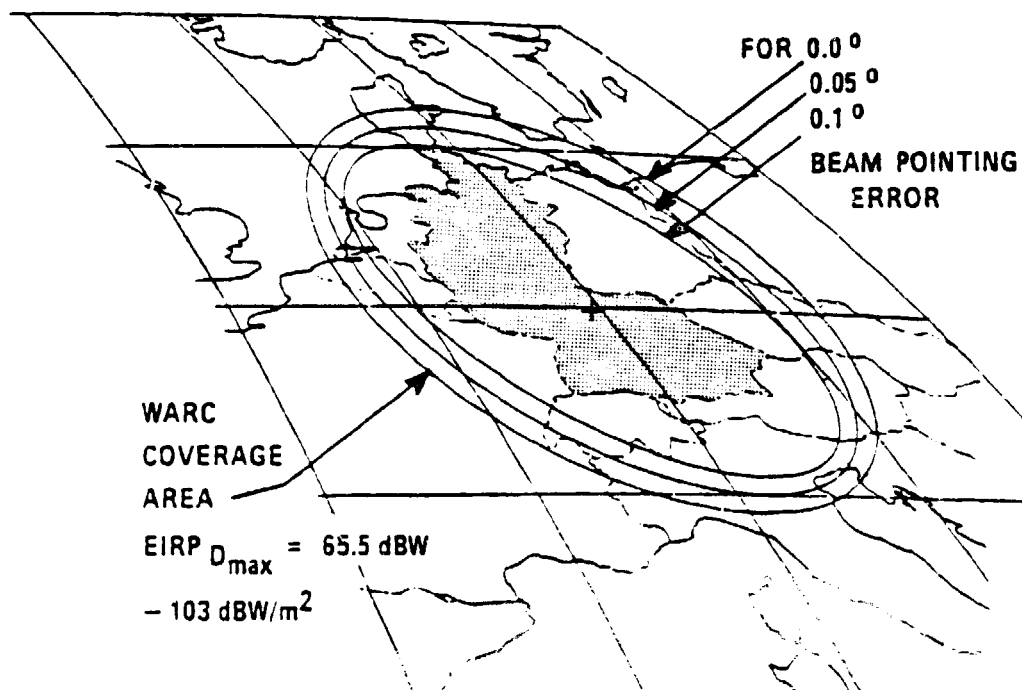 FOR 0.0°
0.05°
0.1°
BEAM POINTING
ERROR
WARC
COVERAGE
AREA
EIRP Dmax = 65.5 dBW
– 103 dBW/m²